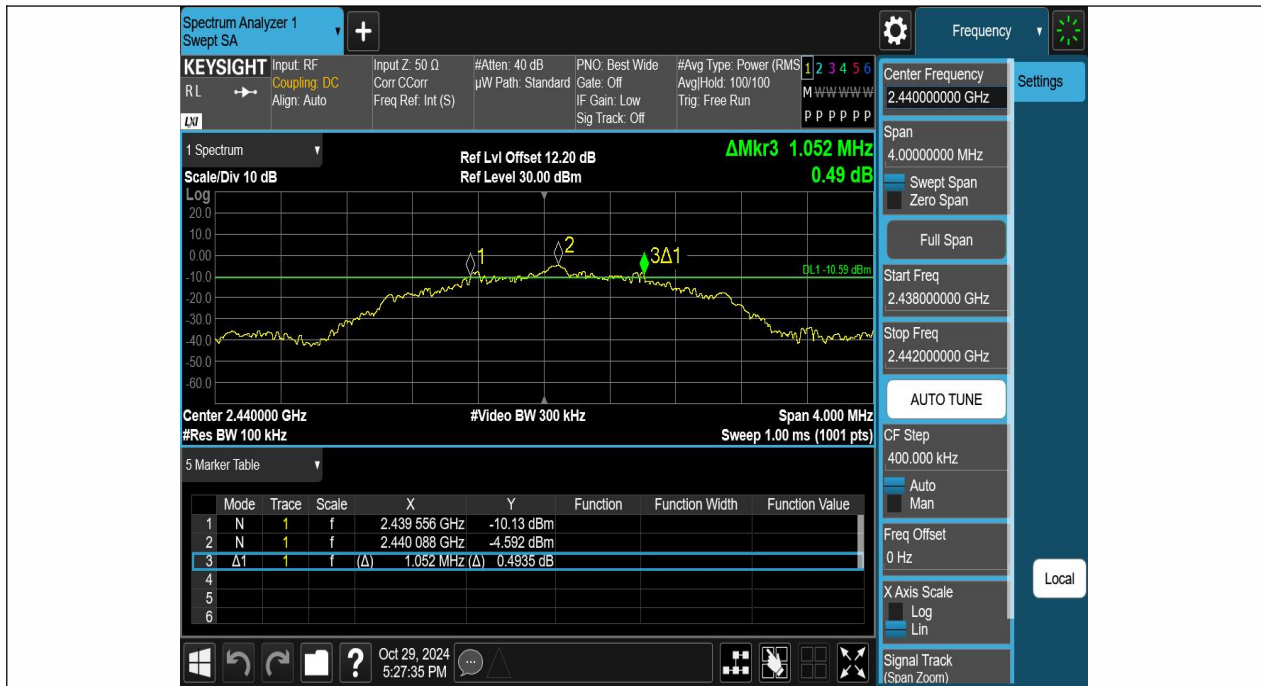 Spectrum Analyzer 1
Swept SA
+
Frequency
KEYSIGHT
RL
LXI
Input: RF
Coupling: DC
Align: Auto
Input Z: 50 Ω
Corr CCorr
Freq Ref: Int (S)
#Atten: 40 dB
µW Path: Standard
PNO: Best Wide
Gate: Off
IF Gain: Low
Sig Track: Off
#Avg Type: Power (RMS
Avg|Hold: 100/100
Trig: Free Run
1 2 3 4 5 6
M W W W W W
P P P P P P
1 Spectrum
Scale/Div 10 dB
Ref Lvl Offset 12.20 dB
Ref Level 30.00 dBm
ΔMkr3 1.052 MHz
0.49 dB
Log
20.0
10.0
0.00
-10.0
-20.0
-30.0
-40.0
-50.0
-60.0
1
2
3Δ1
DL1 -10.59 dBm
Center 2.440000 GHz
#Res BW 100 kHz
#Video BW 300 kHz
Span 4.000 MHz
Sweep 1.00 ms (1001 pts)
5 Marker Table
Mode Trace Scale X Y Function Function Width Function Value
1 N 1 f 2.439 556 GHz -10.13 dBm
2 N 1 f 2.440 088 GHz -4.592 dBm
3 Δ1 1 f (Δ) 1.052 MHz (Δ) 0.4935 dB
4
5
6
?
Oct 29, 2024
5:27:35 PM
Center Frequency
2.440000000 GHz
Span
4.00000000 MHz
Swept Span
Zero Span
Full Span
Start Freq
2.438000000 GHz
Stop Freq
2.442000000 GHz
AUTO TUNE
CF Step
400.000 kHz
Auto
Man
Freq Offset
0 Hz
X Axis Scale
Log
Lin
Signal Track
(Span Zoom)
Settings
Local